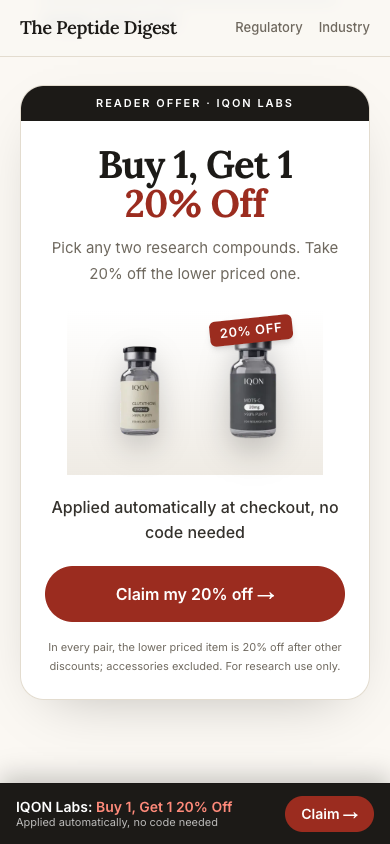 The Peptide Digest
Regulatory Industry
READER OFFER · IQON LABS
Buy 1, Get 1
20% Off
Pick any two research compounds. Take
20% off the lower priced one.
20% OFF
IQON
GLUTATHIONE
IQON
MOTS-C
10mg
Applied automatically at checkout, no
code needed
Claim my 20% off →
In every pair, the lower priced item is 20% off after other
discounts; accessories excluded. For research use only.
IQON Labs: Buy 1, Get 1 20% Off
Applied automatically, no code needed
Claim →